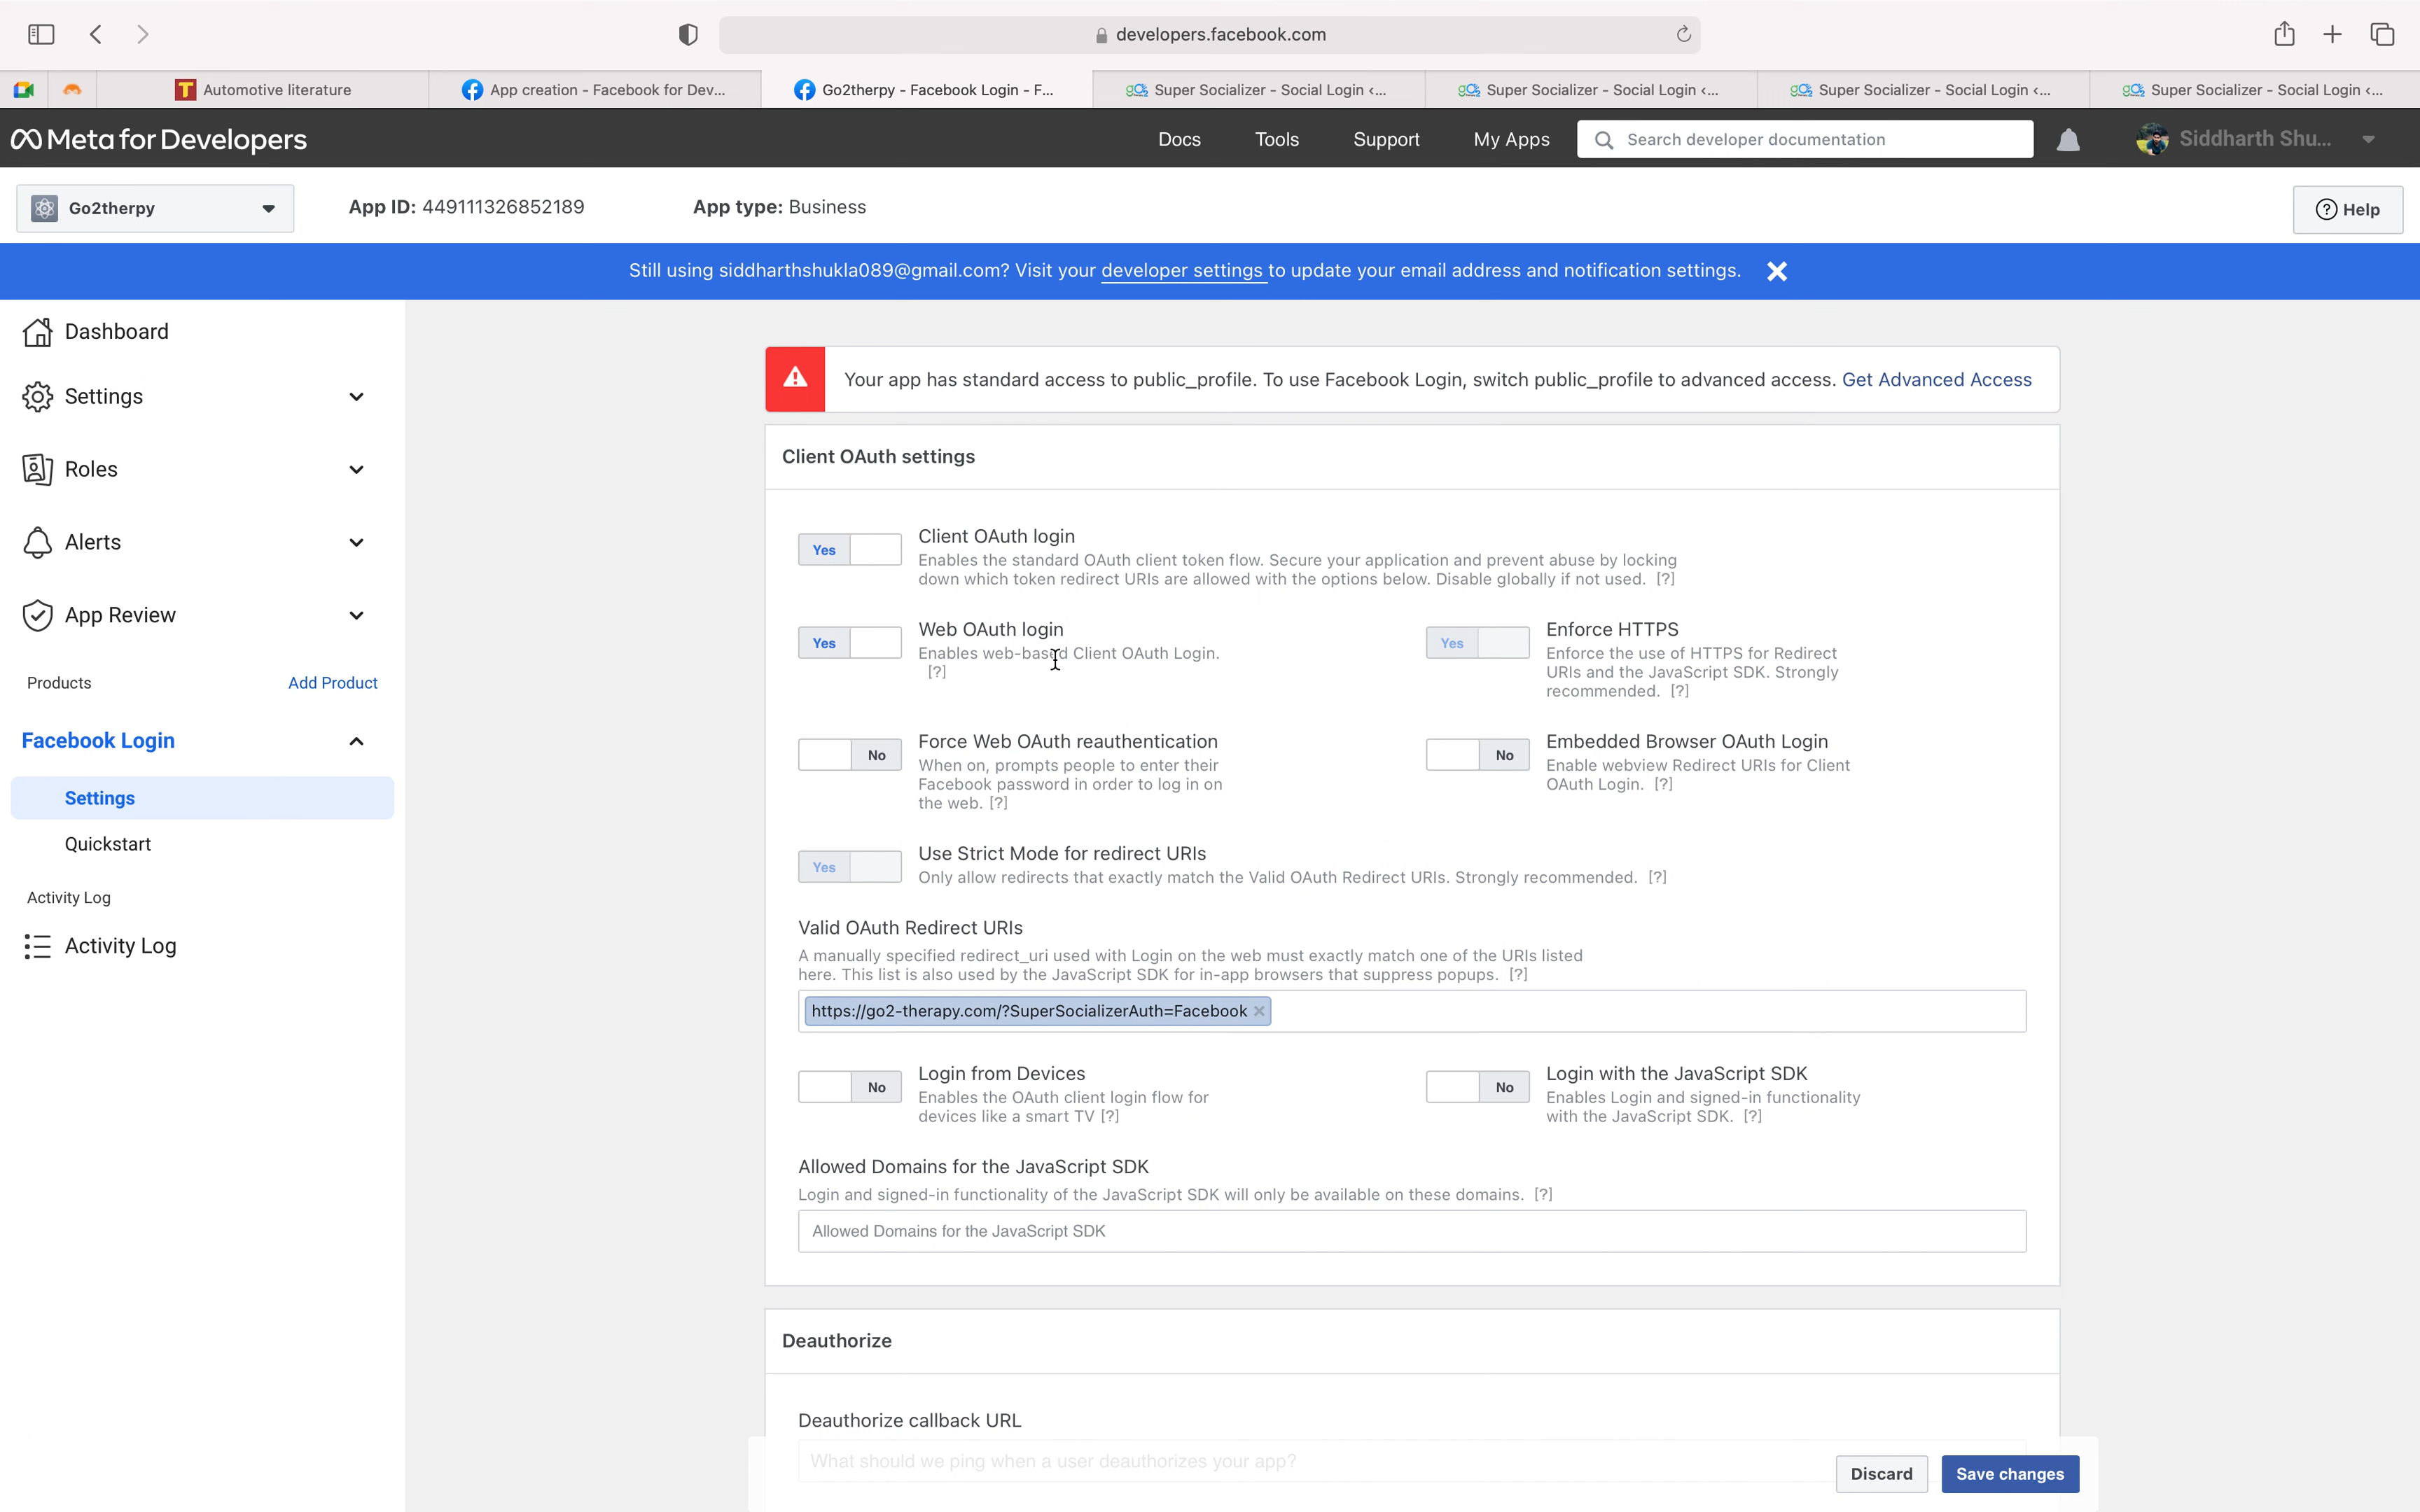 developers.facebook.com
Automotive literature
App creation - Facebook for Dev...
Go2therpy - Facebook Login - F...
Super Socializer - Social Login <...
Super Socializer - Social Login <...
Super Socializer - Social Login <...
Super Socializer - Social Login <...
Meta for Developers
Docs
Tools
Support
My Apps
Search developer documentation
Siddharth Shu...
Go2therpy
App ID: 449111326852189
App type: Business
Help
Still using siddharthshukla089@gmail.com? Visit your developer settings to update your email address and notification settings.
Dashboard
Settings
Roles
Alerts
App Review
Products
Add Product
Facebook Login
Settings
Quickstart
Activity Log
Activity Log
Your app has standard access to public_profile. To use Facebook Login, switch public_profile to advanced access. Get Advanced Access
Client OAuth settings
Yes
Client OAuth login
Enables the standard OAuth client token flow. Secure your application and prevent abuse by locking
down which token redirect URIs are allowed with the options below. Disable globally if not used. [?]
Yes
Web OAuth login
Enables web-based Client OAuth Login.
[?]
Yes
Enforce HTTPS
Enforce the use of HTTPS for Redirect
URIs and the JavaScript SDK. Strongly
recommended. [?]
No
Force Web OAuth reauthentication
When on, prompts people to enter their
Facebook password in order to log in on
the web. [?]
No
Embedded Browser OAuth Login
Enable webview Redirect URIs for Client
OAuth Login. [?]
Yes
Use Strict Mode for redirect URIs
Only allow redirects that exactly match the Valid OAuth Redirect URIs. Strongly recommended. [?]
Valid OAuth Redirect URIs
A manually specified redirect_uri used with Login on the web must exactly match one of the URIs listed
here. This list is also used by the JavaScript SDK for in-app browsers that suppress popups. [?]
https://go2-therapy.com/?SuperSocializerAuth=Facebook
No
Login from Devices
Enables the OAuth client login flow for
devices like a smart TV [?]
No
Login with the JavaScript SDK
Enables Login and signed-in functionality
with the JavaScript SDK. [?]
Allowed Domains for the JavaScript SDK
Login and signed-in functionality of the JavaScript SDK will only be available on these domains. [?]
Allowed Domains for the JavaScript SDK
Deauthorize
Deauthorize callback URL
What should we ping when a user deauthorizes your app?
Discard
Save changes